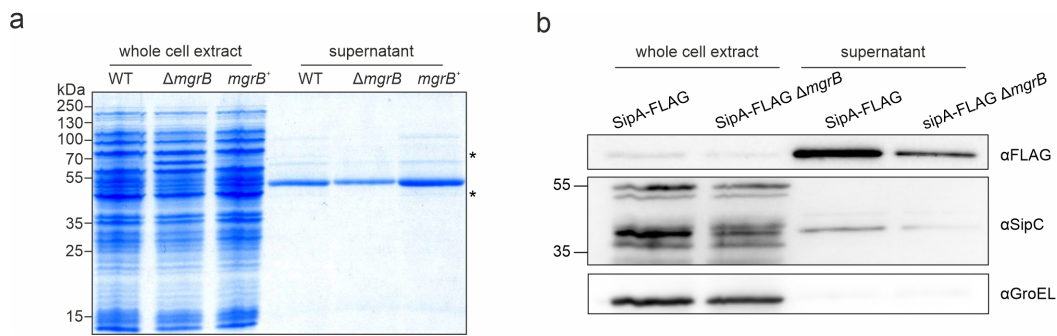 a
whole cell extract supernatant
WT ΔmgrB mgrB⁺ WT ΔmgrB mgrB⁺
kDa
250
130
100
70 *
55
*
35
25
15
b
whole cell extract supernatant
SipA-FLAG SipA-FLAG ΔmgrB SipA-FLAG sipA-FLAG ΔmgrB
αFLAG
55
αSipC
35
αGroEL